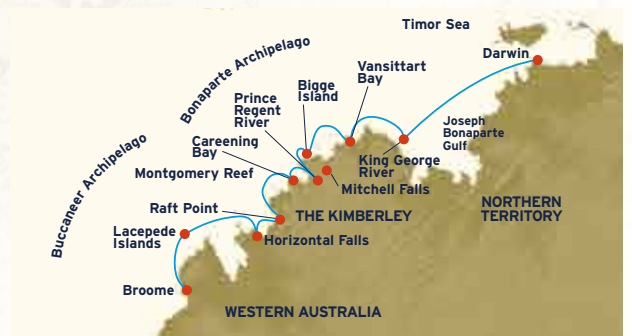 Timor Sea
Darwin
Bonaparte Archipelago
Vansittart
Bay
Bigge
Island
Prince
Regent
River
Joseph
Bonaparte
Gulf
Careening
Bay
Buccaneer Archipelago
King George
River
Montgomery Reef
Mitchell Falls
NORTHERN
TERRITORY
Raft Point
THE KIMBERLEY
Lacepede
Islands
Horizontal Falls
Broome
WESTERN AUSTRALIA